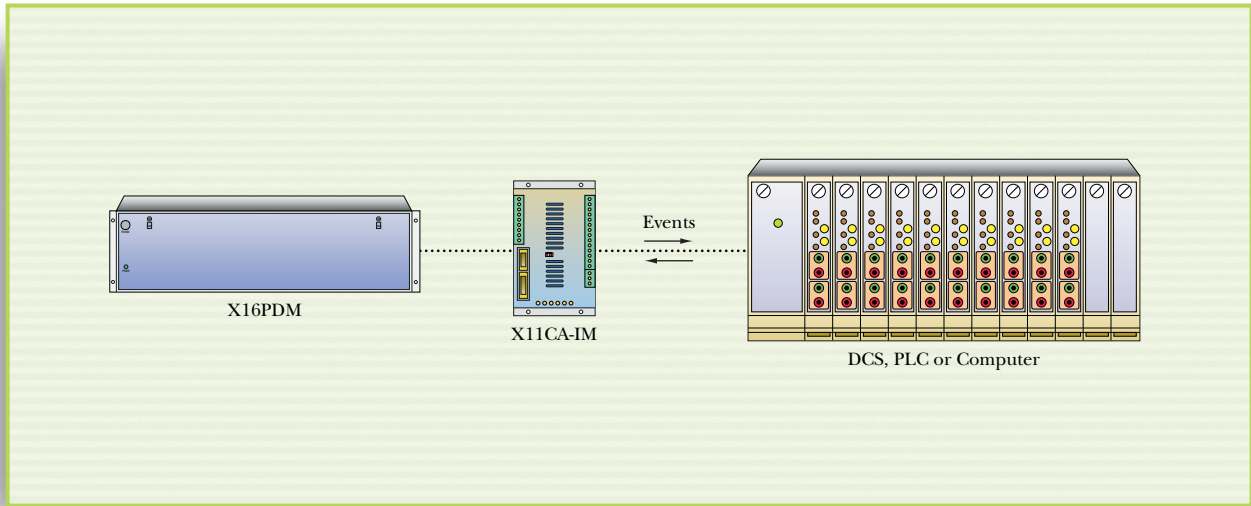 Events
X16PDM
X11CA-IM
DCS, PLC or Computer